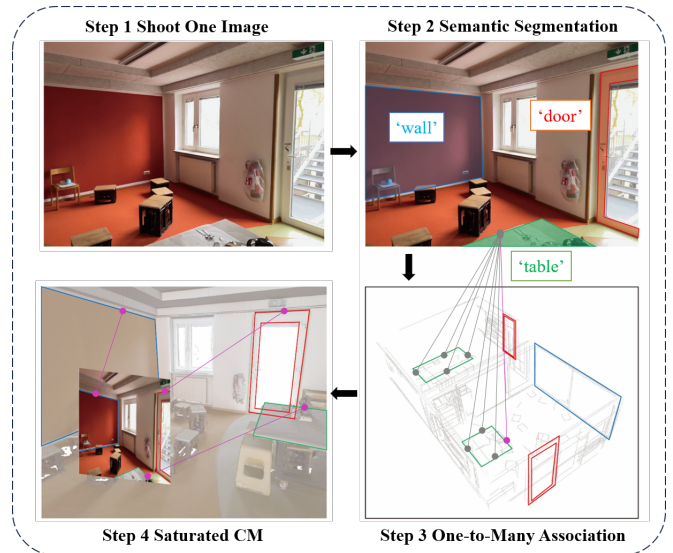 Step 1 Shoot One Image
Step 2 Semantic Segmentation
‘wall’
‘door’
‘table’
Step 4 Saturated CM
Step 3 One-to-Many Association